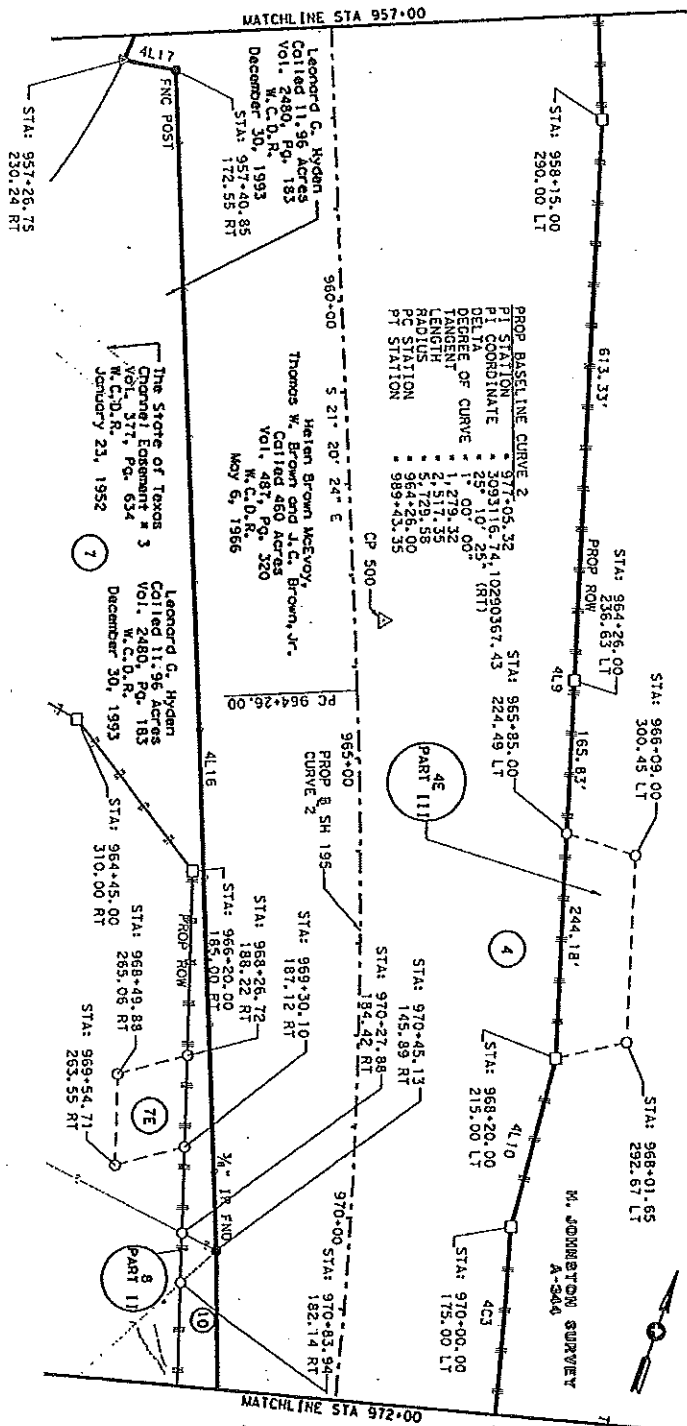 MATCHLINE STA 957+00
STA: 958+15.00
290.00 LT
613.33'
STA: 964+26.00
236.63 LT
PROP ROW
4L9
165.83'
STA: 965+85.00
224.49 LT
STA: 966+09.00
300.45 LT
4E
PART III
244.18'
4
STA: 968+01.65
292.67 LT
STA: 968+20.00
215.00 LT
4L10
M. JOHNSTON SURVEY
A-344
STA: 970+00.00
175.00 LT
4C3
PROP BASELINE CURVE 2
PI STATION = 977+05.32
PI COORDINATE = 3093116.74,10290367.43
DELTA = 25° 10' 25" (RT)
DEGREE OF CURVE = 1° 00' 00"
TANGENT = 1,279.32
LENGTH = 2,517.35
RADIUS = 5,729.58
PC STATION = 964+26.00
PT STATION = 989+43.35
CP 500
960+00
S 21° 20' 24" E
PC 964+26.00
965+00
PROP B SH 195
CURVE 2
970+00
Helen Brown McEvoy,
Thomas W. Brown and J.C. Brown, Jr.
Called 460 Acres
Vol. 487, Pg. 320
W.C.D.R.
May 6, 1966
Leonard G. Hyden
Called 11.96 Acres
Vol. 2480, Pg. 183
W.C.D.R.
December 30, 1993
STA: 957+40.85
172.55 RT
4L17
FNC POST
STA: 957+26.75
230.24 RT
The State of Texas
Channel Easement # 3
Vol. 377, Pg. 634
W.C.D.R.
January 23, 1952
7
Leonard G. Hyden
Called 11.96 Acres
Vol. 2480, Pg. 183
W.C.D.R.
December 30, 1993
4L16
STA: 964+45.00
310.00 RT
STA: 966+20.00
185.00 RT
PROP ROW
STA: 968+26.72
188.22 RT
STA: 968+49.88
265.06 RT
STA: 969+30.10
187.12 RT
STA: 969+54.71
263.55 RT
7E
STA: 970+27.88
184.42 RT
STA: 970+45.13
145.89 RT
3/8" IR FND
STA: 970+83.94
182.14 RT
8
PART II
10
MATCHLINE STA 972+00